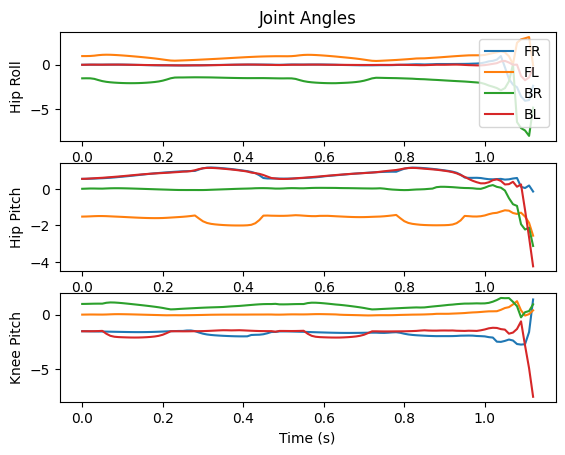 Joint Angles
Hip Roll
0
−5
FR
FL
BR
BL
0.0 0.2 0.4 0.6 0.8 1.0
Hip Pitch
0
−2
−4
0.0 0.2 0.4 0.6 0.8 1.0
Knee Pitch
0
−5
0.0 0.2 0.4 0.6 0.8 1.0
Time (s)